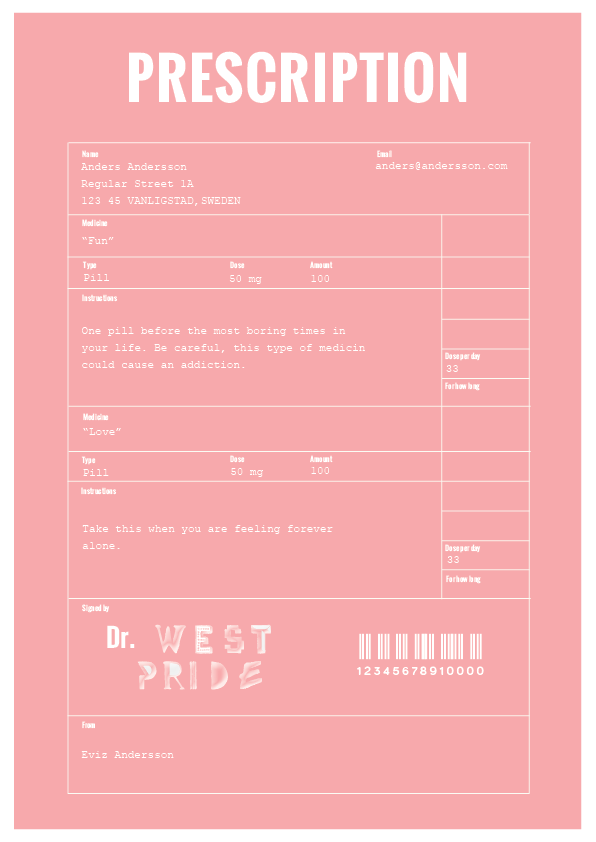 PRESCRIPTION
Name
Email
Anders Andersson
anders@andersson.com
Regular Street 1A
123 45 VANLIGSTAD,SWEDEN
Medicine
“Fun”
Type Dose Amount
Pill 50 mg 100
Instructions
One pill before the most boring times in
your life. Be careful, this type of medicin
could cause an addiction.
Dose per day
33
For how long
Medicine
“Love”
Type Dose Amount
Pill 50 mg 100
Instructions
Take this when you are feeling forever
alone.
Dose per day
33
For how long
Signed by
Dr. WEST
PRIDE
12345678910000
From
Eviz Andersson